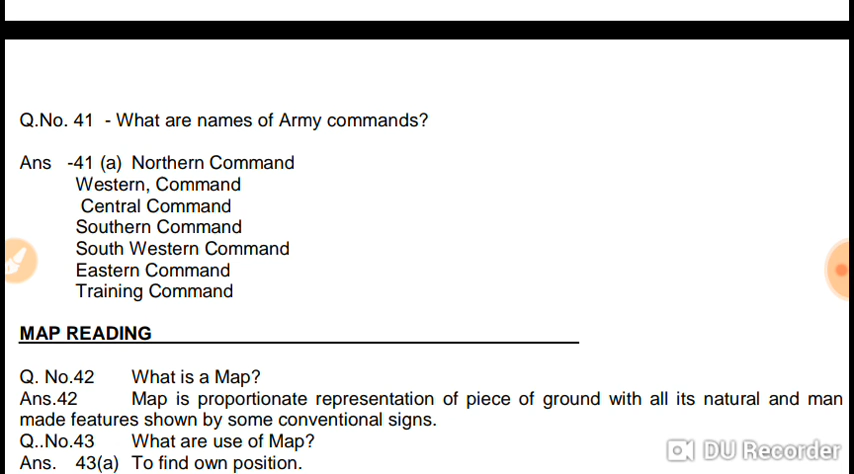 Q.No. 41 - What are names of Army commands?
Ans -41 (a) Northern Command
Western, Command
Central Command
Southern Command
South Western Command
Eastern Command
Training Command
MAP READING
Q. No.42 What is a Map?
Ans.42 Map is proportionate representation of piece of ground with all its natural and man
made features shown by some conventional signs.
Q..No.43 What are use of Map?
Ans. 43(a) To find own position.
DU Recorder